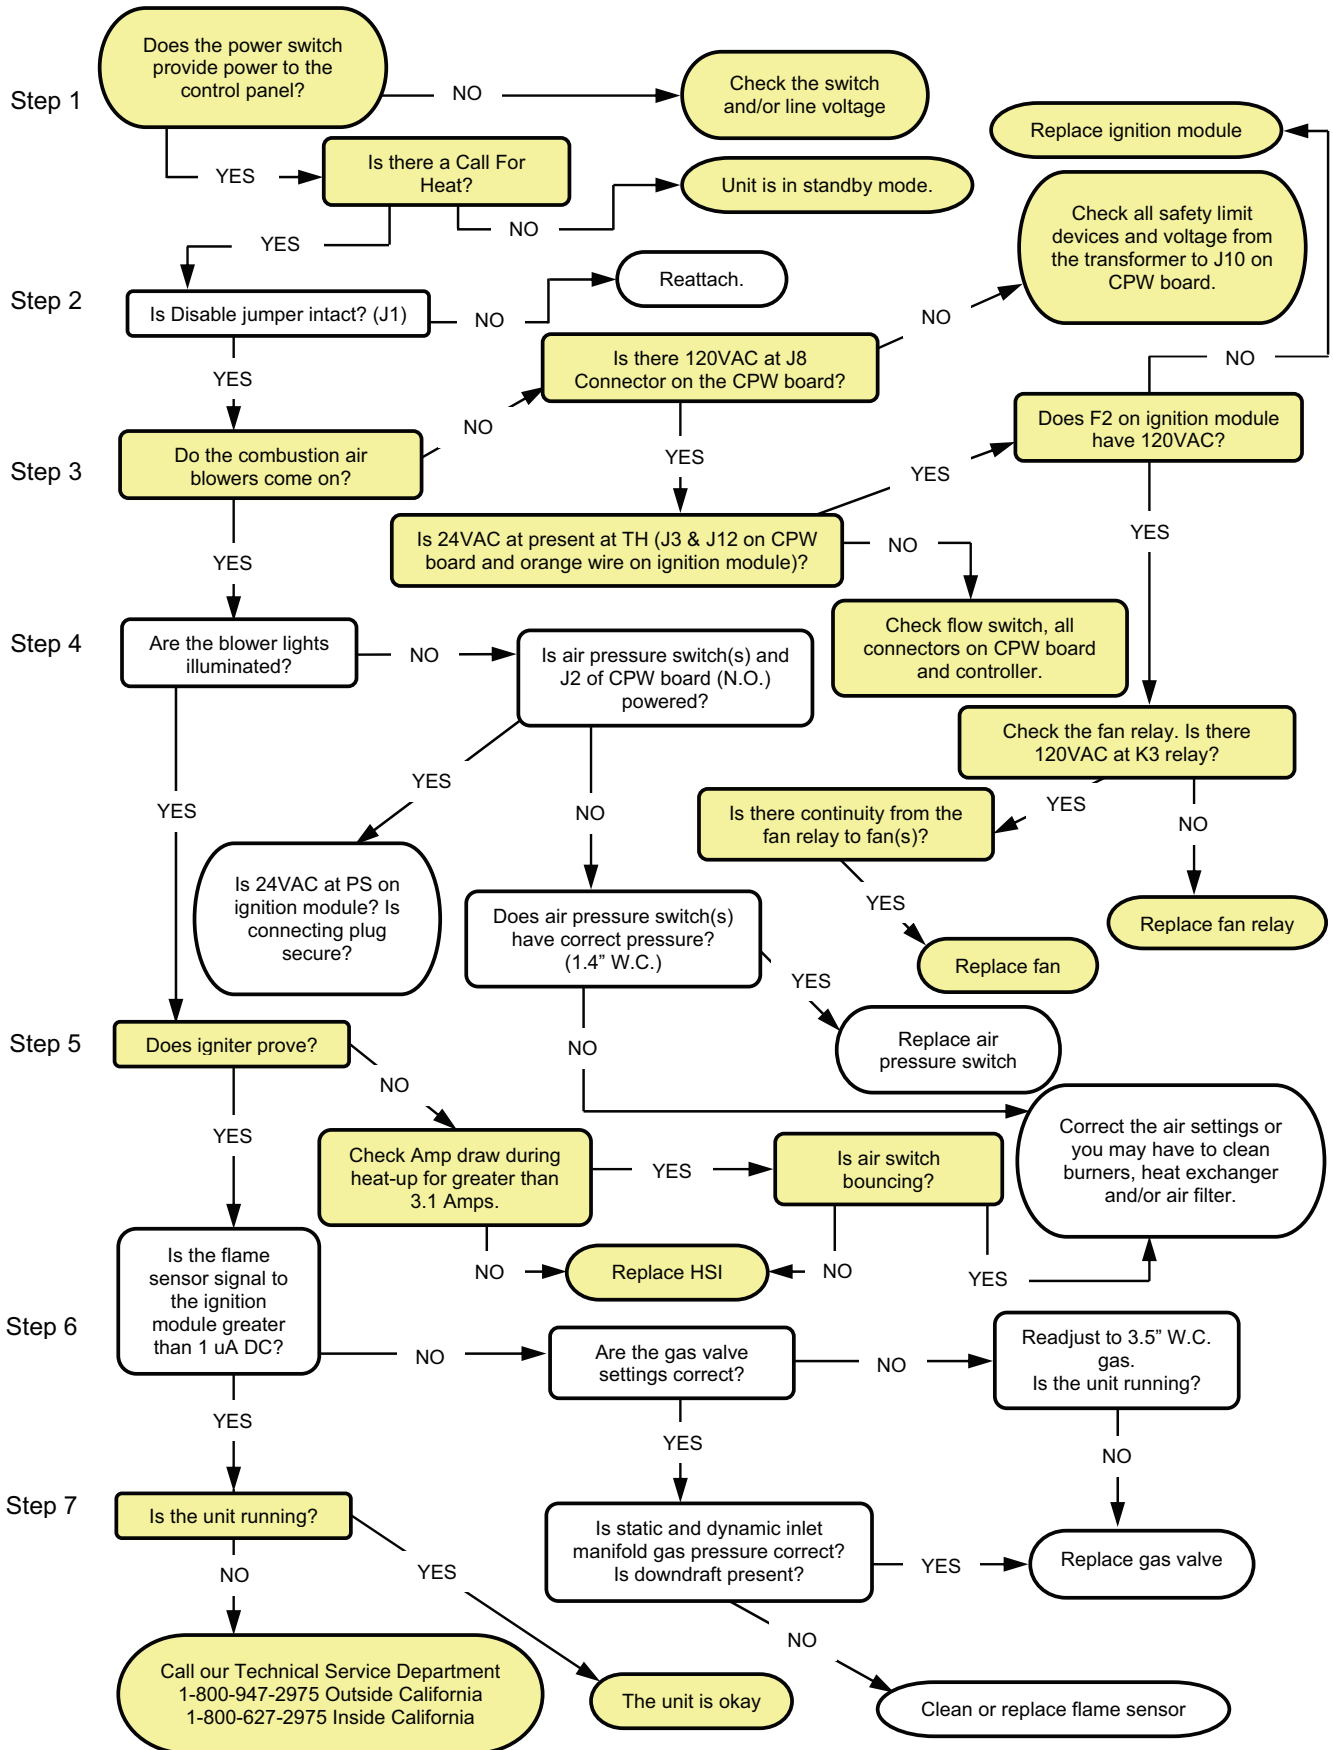 Step 1
Does the power switch
provide power to the
control panel?
NO
Check the switch
and/or line voltage
Replace ignition module
YES
Is there a Call For
Heat?
NO
Unit is in standby mode.
Check all safety limit
devices and voltage from
the transformer to J10 on
CPW board.
YES
Step 2
Is Disable jumper intact? (J1)
NO
Reattach.
YES
NO
Is there 120VAC at J8
Connector on the CPW board?
NO
NO
Does F2 on ignition module
have 120VAC?
Step 3
Do the combustion air
blowers come on?
YES
YES
YES
Is 24VAC at present at TH (J3 & J12 on CPW
board and orange wire on ignition module)?
NO
YES
Check flow switch, all
connectors on CPW board
and controller.
Step 4
Are the blower lights
illuminated?
NO
Is air pressure switch(s) and
J2 of CPW board (N.O.)
powered?
Check the fan relay. Is there
120VAC at K3 relay?
YES
YES
NO
YES
NO
Is there continuity from the
fan relay to fan(s)?
Is 24VAC at PS on
ignition module? Is
connecting plug
secure?
Does air pressure switch(s)
have correct pressure?
(1.4” W.C.)
YES
Replace fan relay
Replace fan
YES
Replace air
pressure switch
Step 5
Does igniter prove?
NO
NO
YES
Check Amp draw during
heat-up for greater than
3.1 Amps.
YES
Is air switch
bouncing?
Correct the air settings or
you may have to clean
burners, heat exchanger
and/or air filter.
NO
Replace HSI
NO
YES
Step 6
Is the flame
sensor signal to
the ignition
module greater
than 1 uA DC?
NO
Are the gas valve
settings correct?
NO
Readjust to 3.5” W.C.
gas.
Is the unit running?
YES
YES
NO
Step 7
Is the unit running?
Is static and dynamic inlet
manifold gas pressure correct?
Is downdraft present?
YES
Replace gas valve
NO
YES
NO
Call our Technical Service Department
1-800-947-2975 Outside California
1-800-627-2975 Inside California
The unit is okay
Clean or replace flame sensor